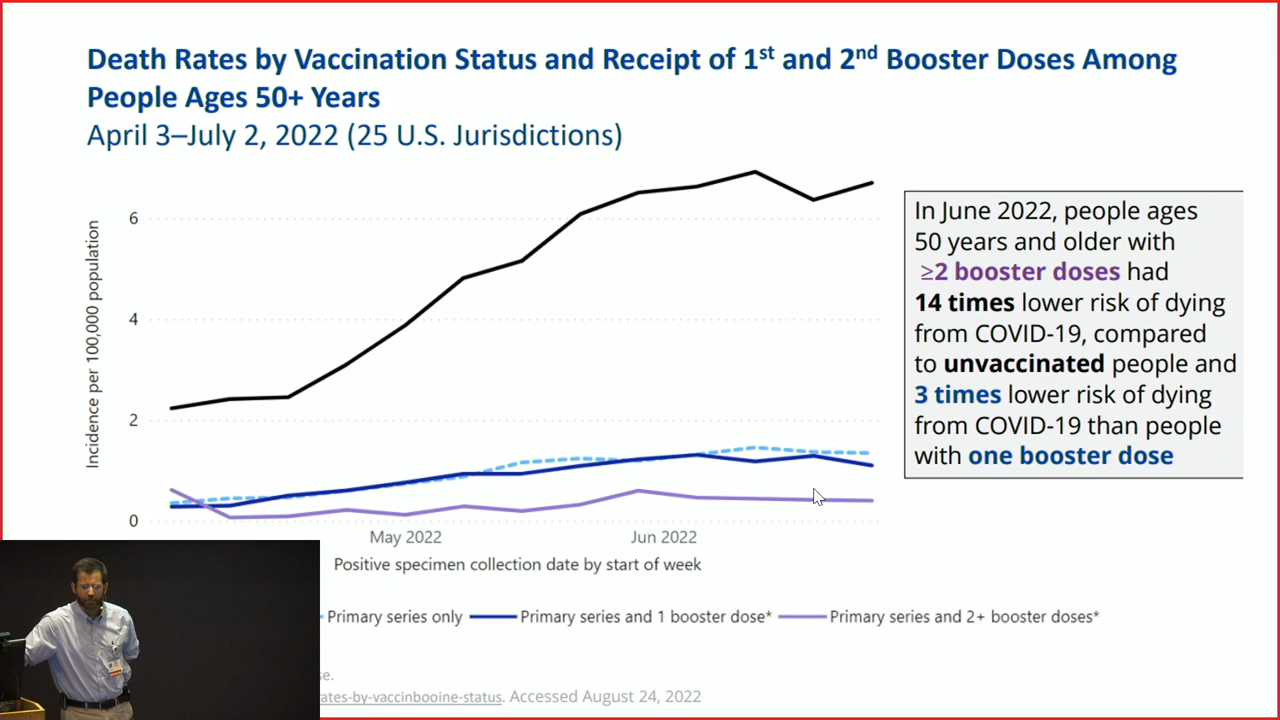 Death Rates by Vaccination Status and Receipt of 1st and 2nd Booster Doses Among
People Ages 50+ Years
April 3–July 2, 2022 (25 U.S. Jurisdictions)
Incidence per 100,000 population
6
4
2
0
May 2022
Jun 2022
Positive specimen collection date by start of week
Primary series only
Primary series and 1 booster dose*
Primary series and 2+ booster doses*
In June 2022, people ages
50 years and older with
≥2 booster doses had
14 times lower risk of dying
from COVID-19, compared
to unvaccinated people and
3 times lower risk of dying
from COVID-19 than people
with one booster dose
se.
ates-by-vaccinbooine-status. Accessed August 24, 2022